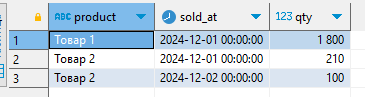 ABC product sold_at 123 qty
1 Товар 1 2024-12-01 00:00:00 1 800
2 Товар 2 2024-12-01 00:00:00 210
3 Товар 2 2024-12-02 00:00:00 100